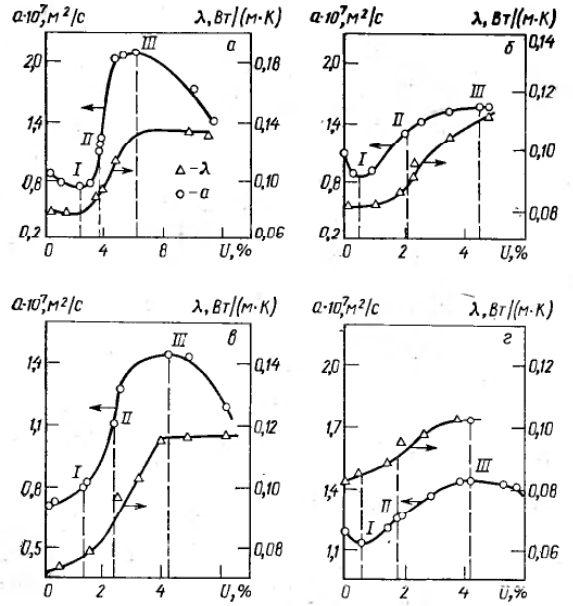 a·10⁷, м²/с λ, Вт/(м·К) a·10⁷, м²/с λ, Вт/(м·К)
2,0 1,4 0,8 0,2
I II III а
△ -λ
○ -a
0,18 0,14 0,10 0,06
0 4 8 U,%
2,0 1,4 0,8 0,2
I II III б
0,14 0,12 0,10 0,08
0 2 4 U,%
a·10⁷, м²/с λ, Вт/(м·К) a·10⁷, м²/с λ, Вт/(м·К)
1,4 1,1 0,8 0,5
I II III в
0,14 0,12 0,10 0,08
0 2 4 6 U,%
2,0 1,7 1,4 1,1
I II III г
0,12 0,10 0,08 0,06
0 2 4 U,%